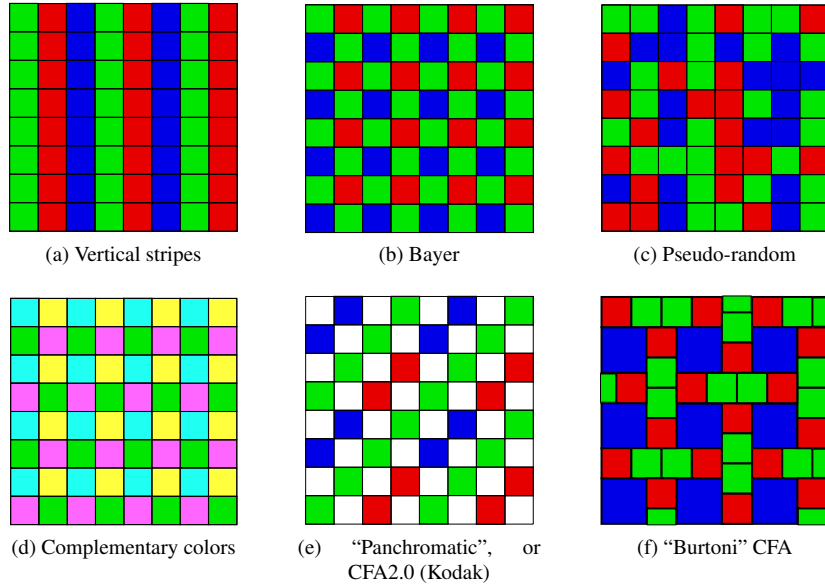 (a) Vertical stripes
(b) Bayer
(c) Pseudo-random
(d) Complementary colors
(e) “Panchromatic”, or
CFA2.0 (Kodak)
(f) “Burtoni” CFA